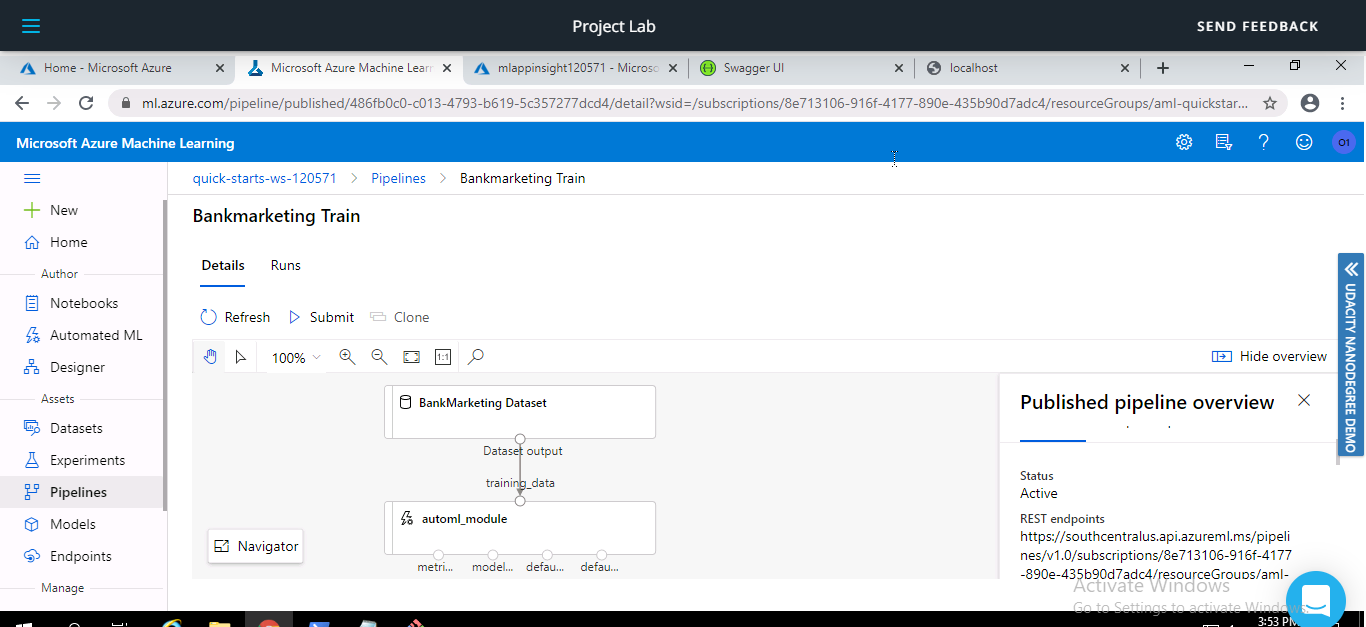 Project Lab
SEND FEEDBACK
Home - Microsoft Azure
Microsoft Azure Machine Lear
mlappinsight120571 - Microso
Swagger UI
localhost
ml.azure.com/pipeline/published/486fb0c0-c013-4793-b619-5c357277dcd4/detail?wsid=/subscriptions/8e713106-916f-4177-890e-435b90d7adc4/resourceGroups/aml-quickstar...
Microsoft Azure Machine Learning
01
quick-starts-ws-120571 > Pipelines > Bankmarketing Train
New
Home
Author
Notebooks
Automated ML
Designer
Assets
Datasets
Experiments
Pipelines
Models
Endpoints
Manage
Bankmarketing Train
Details
Runs
Refresh
Submit
Clone
100%
1:1
Hide overview
BankMarketing Dataset
Dataset output
training_data
automl_module
metri...
model...
defau...
defau...
Navigator
Published pipeline overview
Status
Active
REST endpoints
https://southcentralus.api.azureml.ms/pipeli
nes/v1.0/subscriptions/8e713106-916f-4177
-890e-435b90d7adc4/resourceGroups/aml-
UDACITY NANODEGREE DEMO
Activate Windows
Go to Settings to activate Windows.
3:53 PM